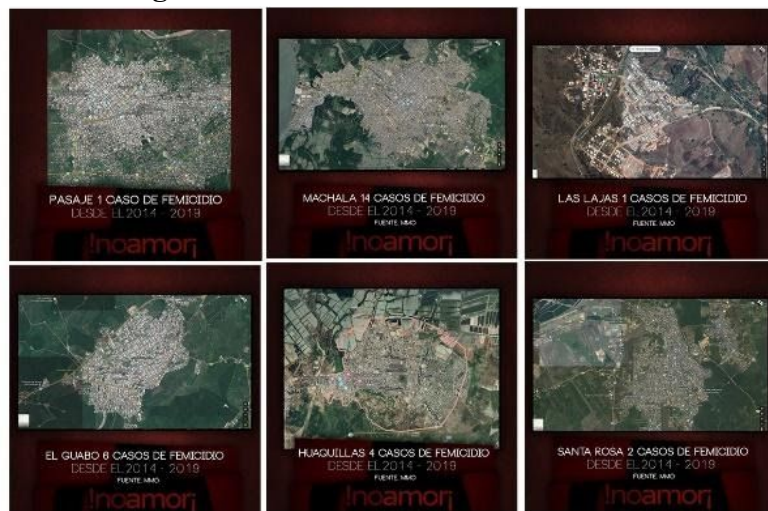 PASAJE 1 CASO DE FEMICIDIO
DESDE EL 2014 - 2019
!noamor¡
MACHALA 14 CASOS DE FEMICIDIO
DESDE EL 2014 - 2019
FUENTE: MMO
!noamor¡
LAS LAJAS 1 CASOS DE FEMICIDIO
DESDE EL 2014 - 2019
FUENTE: MMO
!noamor¡
EL GUABO 6 CASOS DE FEMICIDIO
DESDE EL 2014 - 2019
FUENTE: MMO
!noamor¡
HUAQUILLAS 4 CASOS DE FEMICIDIO
DESDE EL 2014 - 2019
FUENTE: MMO
!noamor¡
SANTA ROSA 2 CASOS DE FEMICIDIO
DESDE EL 2014 - 2019
FUENTE: MMO
!noamor¡